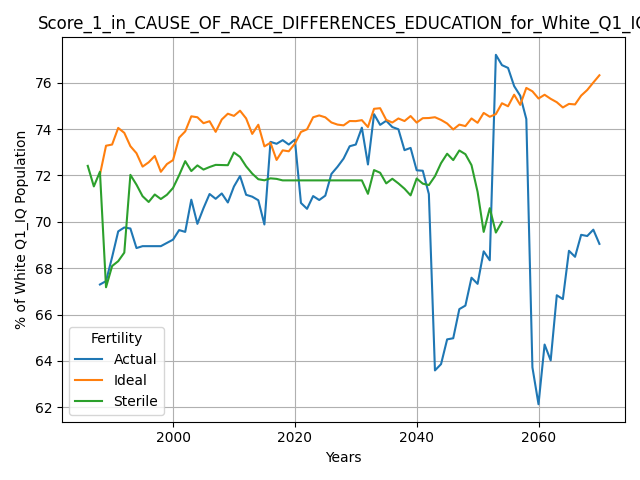 Score_1_in_CAUSE_OF_RACE_DIFFERENCES_EDUCATION_for_White_Q1_IQ
% of White Q1_IQ Population
76
74
72
70
68
66
64
62
Fertility
Actual
Ideal
Sterile
2000 2020 2040 2060
Years